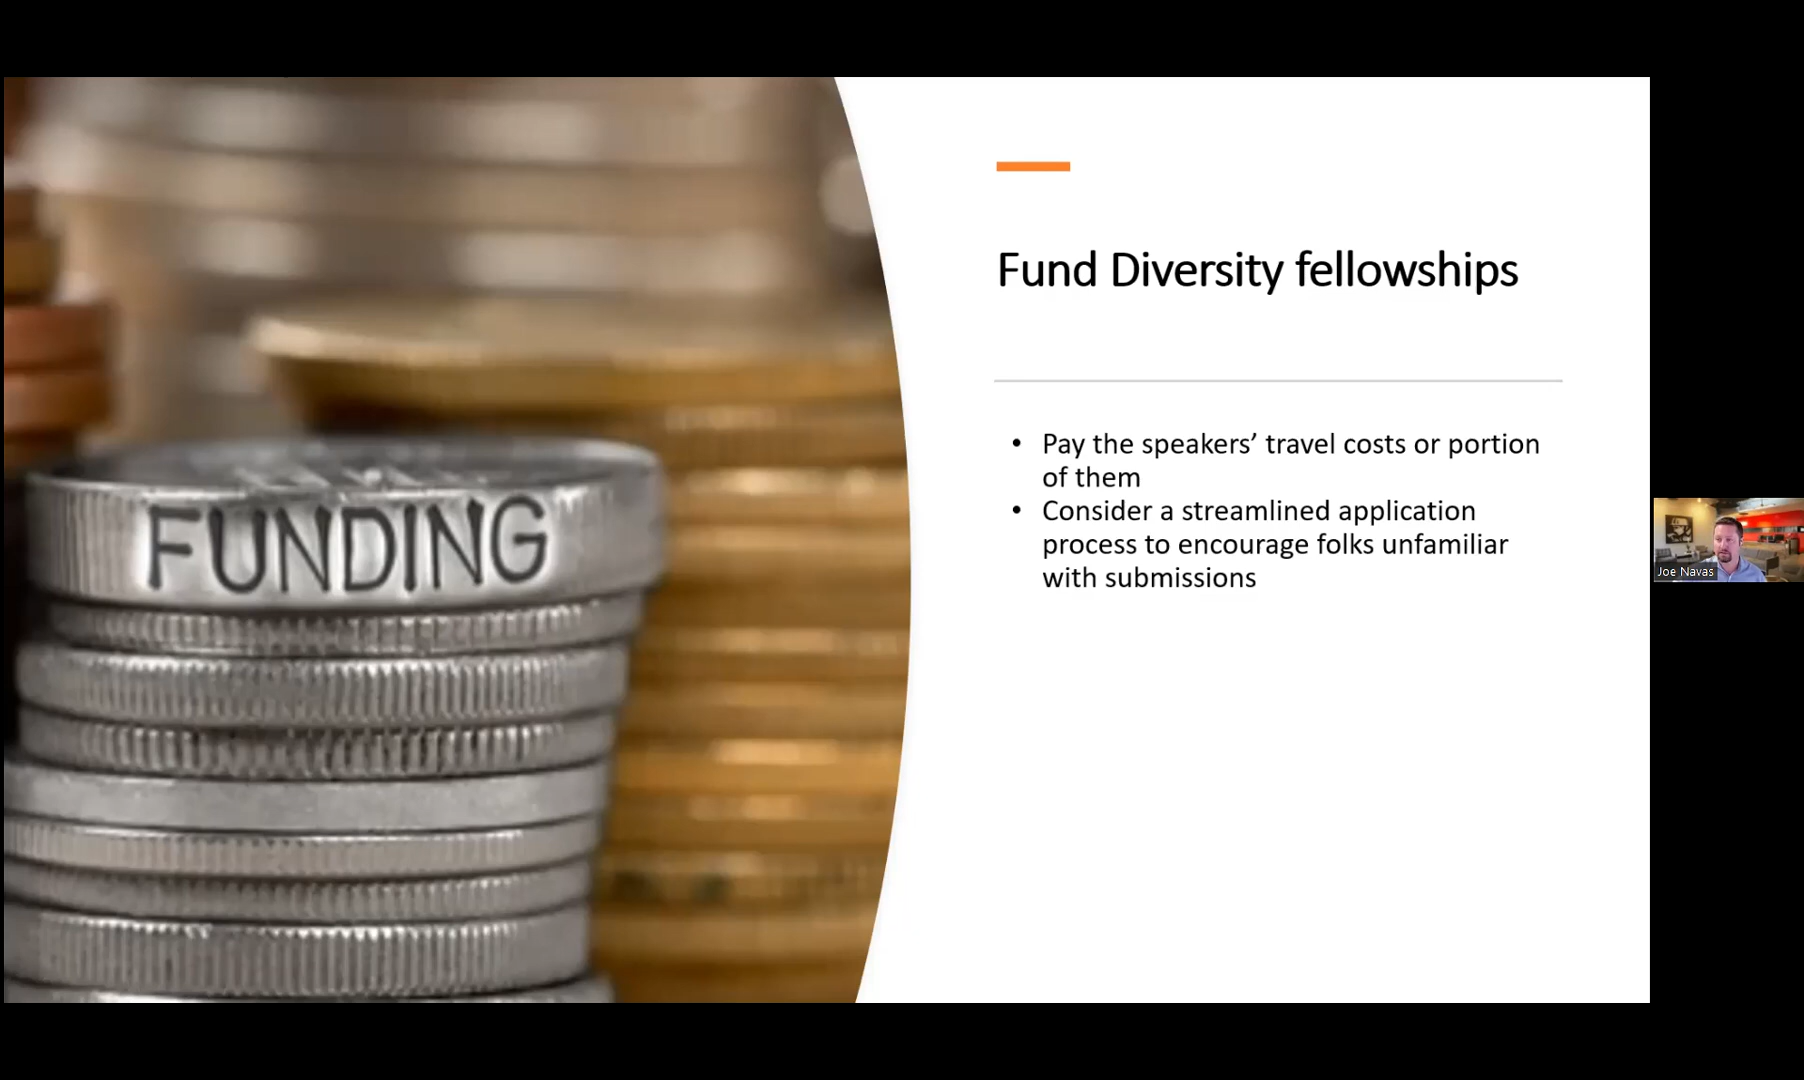 FUNDING
Fund Diversity fellowships
• Pay the speakers’ travel costs or portion
of them
• Consider a streamlined application
process to encourage folks unfamiliar
with submissions
Joe Navas